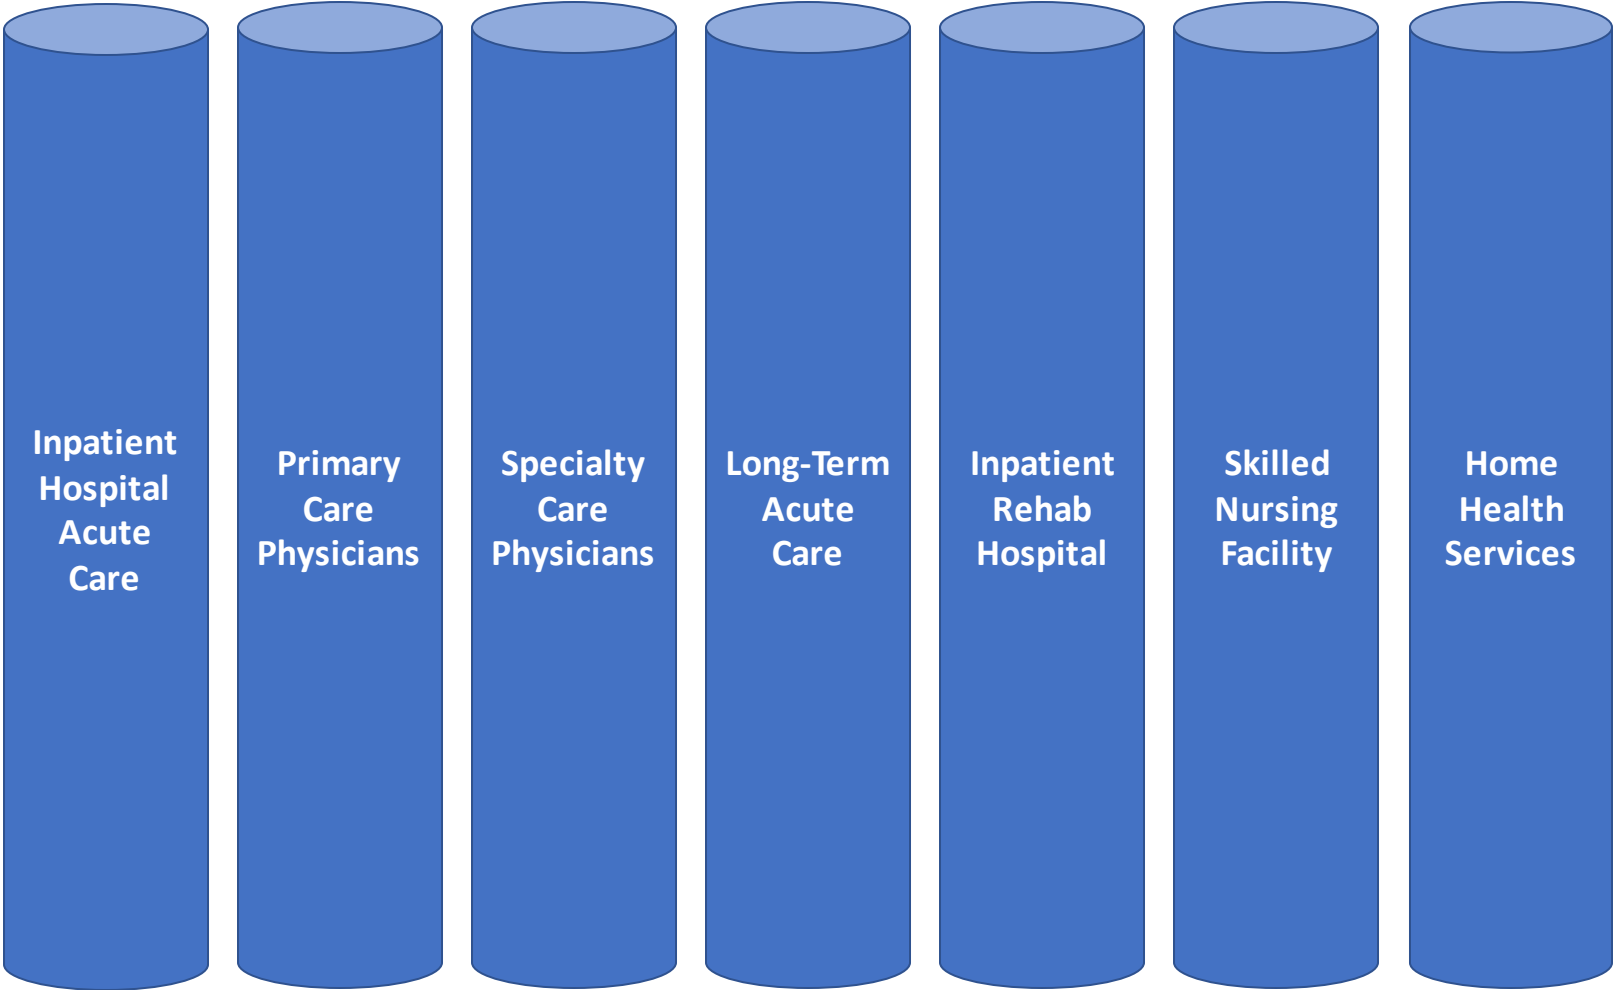 Inpatient
Hospital
Acute
Care
Primary
Care
Physicians
Specialty
Care
Physicians
Long-Term
Acute
Care
Inpatient
Rehab
Hospital
Skilled
Nursing
Facility
Home
Health
Services